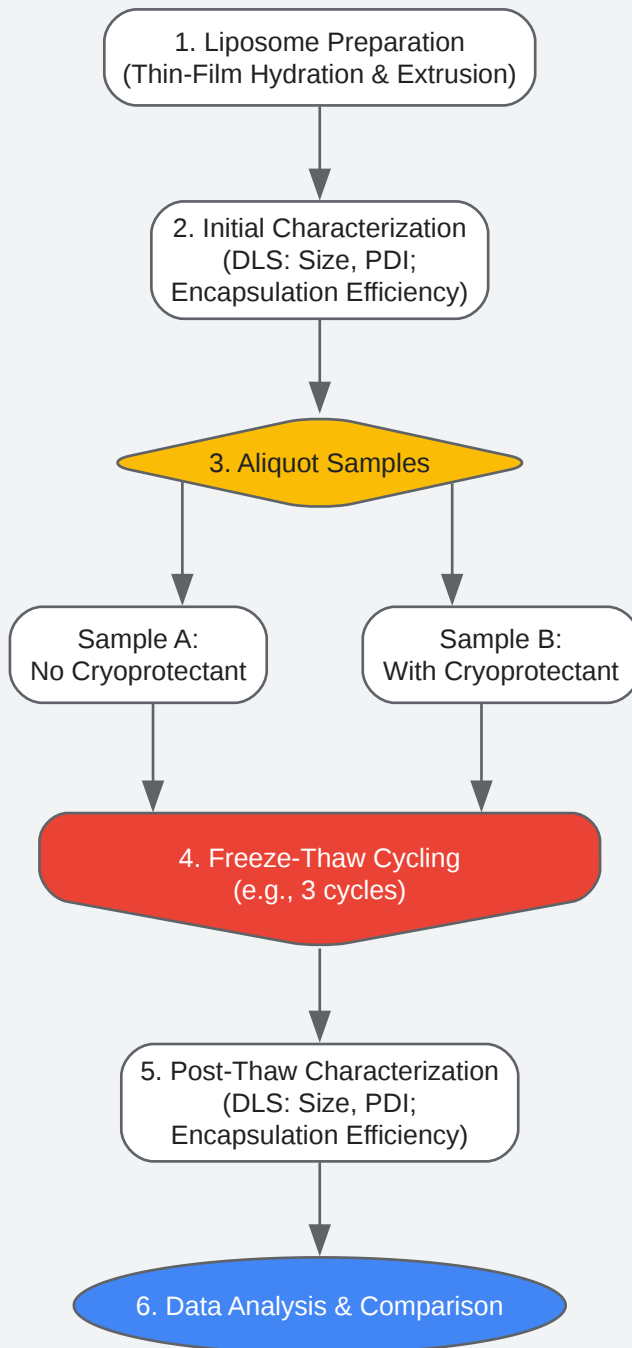 1. Liposome Preparation
(Thin-Film Hydration & Extrusion)
2. Initial Characterization
(DLS: Size, PDI;
Encapsulation Efficiency)
3. Aliquot Samples
Sample A:
No Cryoprotectant
Sample B:
With Cryoprotectant
4. Freeze-Thaw Cycling
(e.g., 3 cycles)
5. Post-Thaw Characterization
(DLS: Size, PDI;
Encapsulation Efficiency)
6. Data Analysis & Comparison